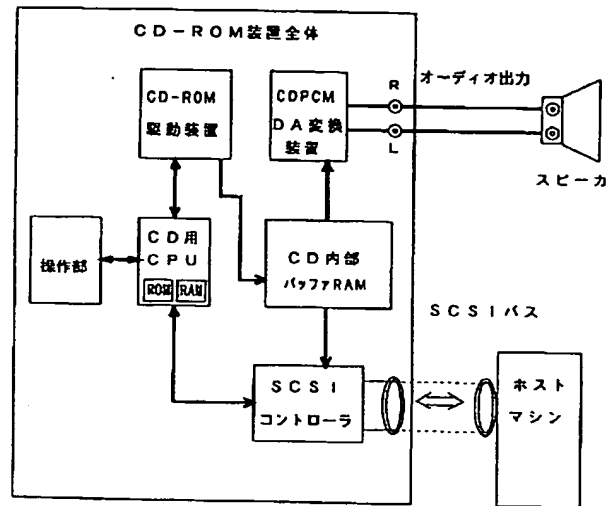 CD-ROM装置全体
CD-ROM
駆動装置
CDPCM
DA変換
装置
R
L
オーディオ出力
スピーカ
操作部
CD用
CPU
ROM RAM
CD内部
バッファRAM
SCSIバス
SCSI
コントローラ
ホスト
マシン